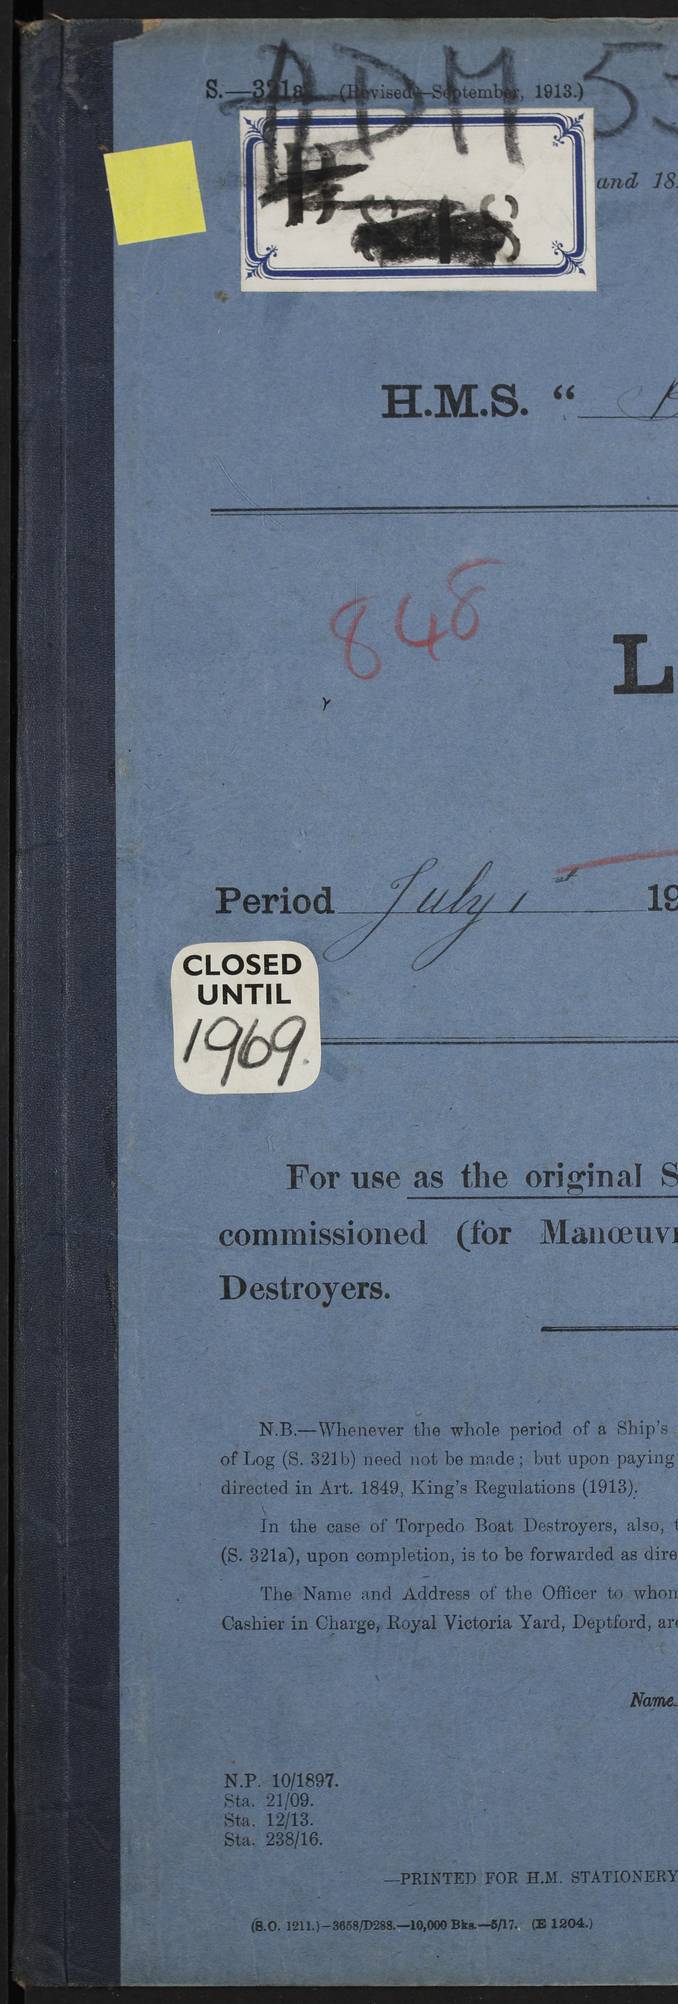 ADM 53
S.—321a. (Revised—September, 1913.)
and 18
H.M.S. “
848
L
Period July 1st 19
CLOSED
UNTIL
1969.
For use as the original S
commissioned (for Manœuv
Destroyers.
N.B.—Whenever the whole period of a Ship's
of Log (S. 321b) need not be made; but upon paying
directed in Art. 1849, King's Regulations (1913).
In the case of Torpedo Boat Destroyers, also,
(S. 321a), upon completion, is to be forwarded as dire
The Name and Address of the Officer to whom
Cashier in Charge, Royal Victoria Yard, Deptford, are
Name
N.P. 10/1897.
Sta. 21/09.
Sta. 12/13.
Sta. 238/16.
—PRINTED FOR H.M. STATIONERY
(S.O. 1211.)—3658/D288.—10,000 Bks.—5/17. (E 1204.)